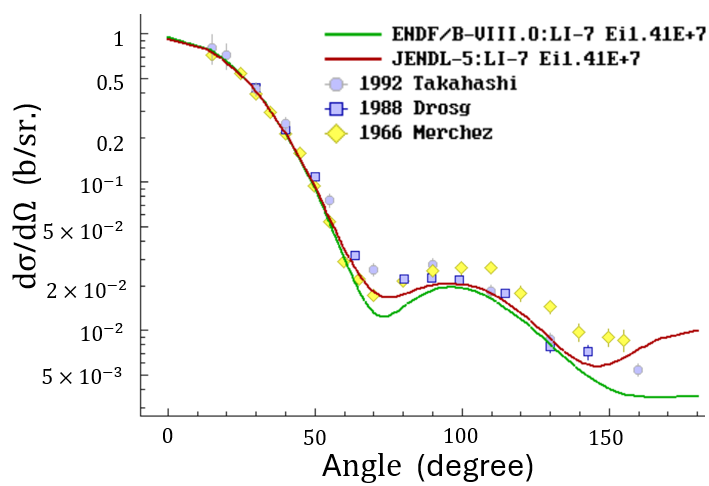 ENDF/B-VIII.0:LI-7 Ei1.41E+7
JENDL-5:LI-7 Ei1.41E+7
1992 Takahashi
1988 Drosg
1966 Merchez
dσ/dΩ (b/sr.)
1
0.5
0.2
10⁻¹
5 × 10⁻²
2 × 10⁻²
10⁻²
5 × 10⁻³
0 50 100 150
Angle (degree)